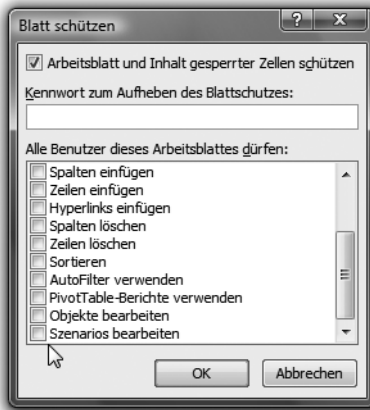 Blatt schützen
Arbeitsblatt und Inhalt gesperrter Zellen schützen
Kennwort zum Aufheben des Blattschutzes:
Alle Benutzer dieses Arbeitsblattes dürfen:
Spalten einfügen
Zeilen einfügen
Hyperlinks einfügen
Spalten löschen
Zeilen löschen
Sortieren
AutoFilter verwenden
PivotTable-Berichte verwenden
Objekte bearbeiten
Szenarios bearbeiten
OK Abbrechen